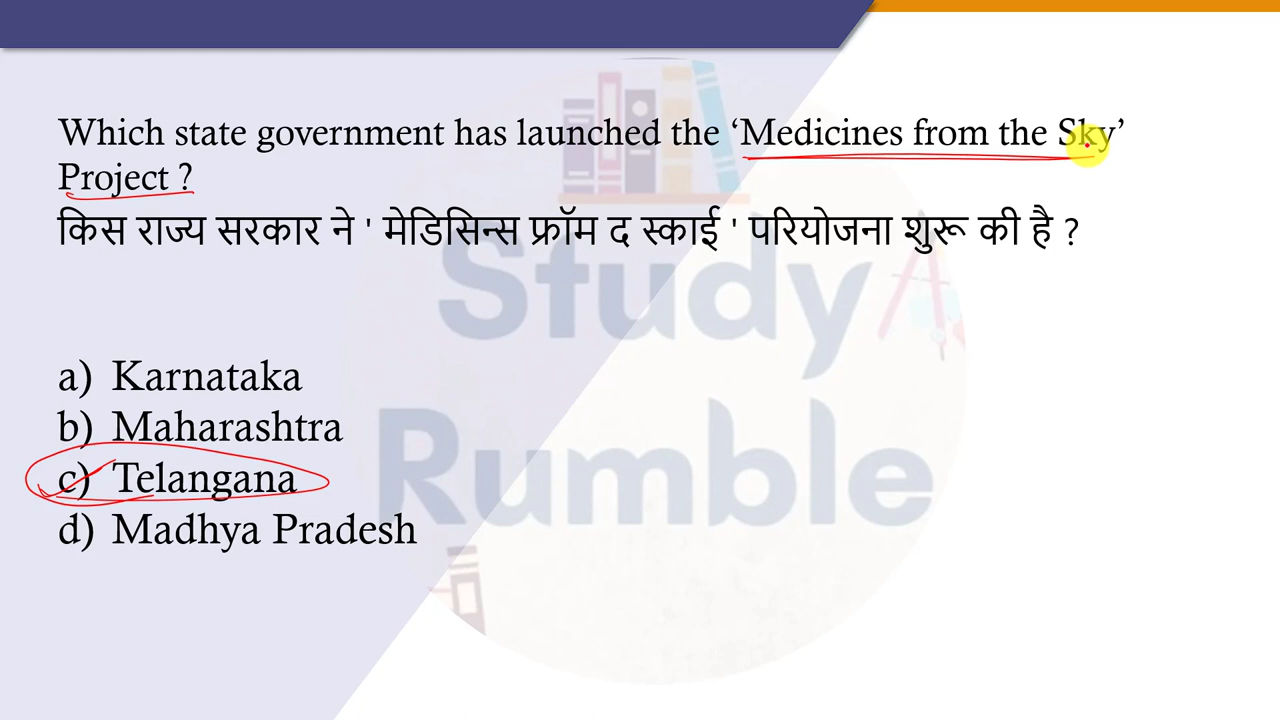 Which state government has launched the ‘Medicines from the Sky’
Project ?
किस राज्य सरकार ने ' मेडिसिन्स फ्रॉम द स्काई ' परियोजना शुरू की है ?
Study
Rumble
a) Karnataka
b) Maharashtra
c) Telangana
d) Madhya Pradesh